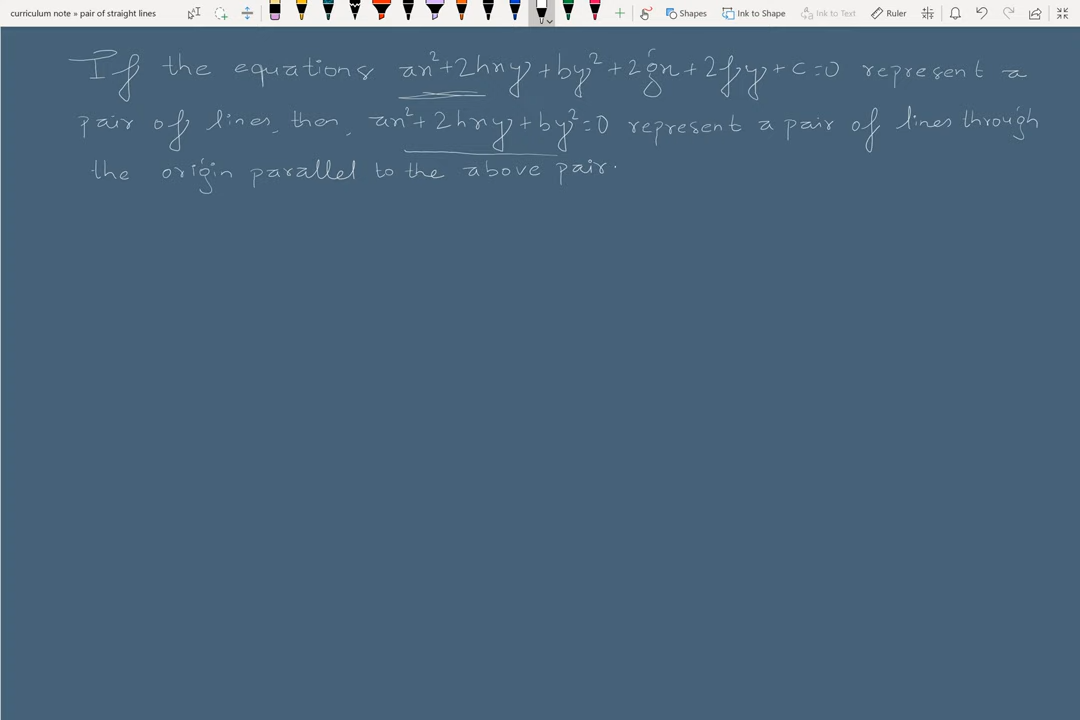 curriculum note » pair of straight lines Shapes Ink to Shape Ink to Text Ruler
If the equations ax²+2hxy+by²+2gx+2fy+c=0 represent a
pair of lines, then, ax²+2hxy+by²=0 represent a pair of lines through
the origin parallel to the above pair.